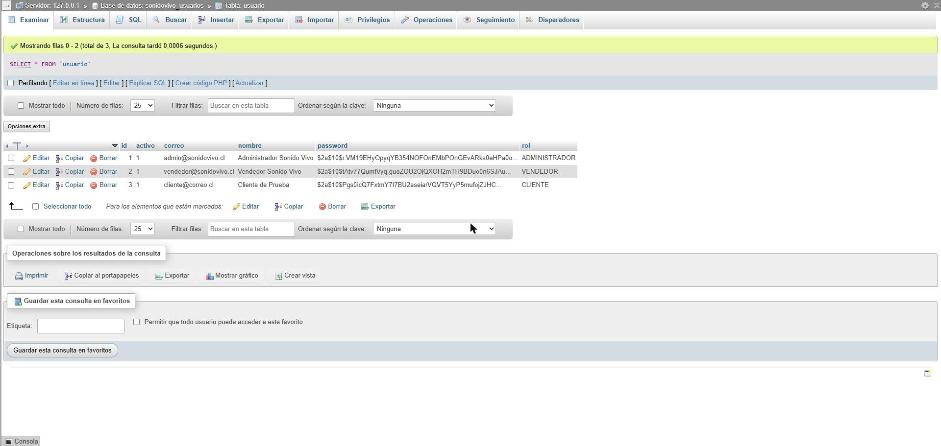 Servidor: 127.0.0.1 » Base de datos: sonidovivo_usuarios » Tabla: usuario
Examinar Estructura SQL Buscar Insertar Exportar Importar Privilegios Operaciones Seguimiento Disparadores
Mostrando filas 0 - 2 (total de 3, La consulta tardó 0,0006 segundos.)
SELECT * FROM `usuario`
Perfilando [ Editar en línea ] [ Editar ] [ Explicar SQL ] [ Crear código PHP ] [ Actualizar ]
Mostrar todo Número de filas: 25 Filtrar filas: Buscar en esta tabla Ordenar según la clave: Ninguna
Opciones extra
id activo correo nombre password rol
Editar Copiar Borrar 1 1 admin@sonidovivo.cl Administrador Sonido Vivo ADMINISTRADOR
Editar Copiar Borrar 2 1 vendedor@sonidovivo.cl Vendedor Sonido Vivo VENDEDOR
Editar Copiar Borrar 3 1 cliente@correo.cl Cliente de Prueba CLIENTE
Seleccionar todo Para los elementos que están marcados: Editar Copiar Borrar Exportar
Mostrar todo Número de filas: 25 Filtrar filas: Buscar en esta tabla Ordenar según la clave: Ninguna
Operaciones sobre los resultados de la consulta
Imprimir Copiar al portapapeles Exportar Mostrar gráfico Crear vista
Guardar esta consulta en favoritos
Etiqueta: Permitir que todo usuario pueda acceder a este favorito
Guardar esta consulta en favoritos
Consola